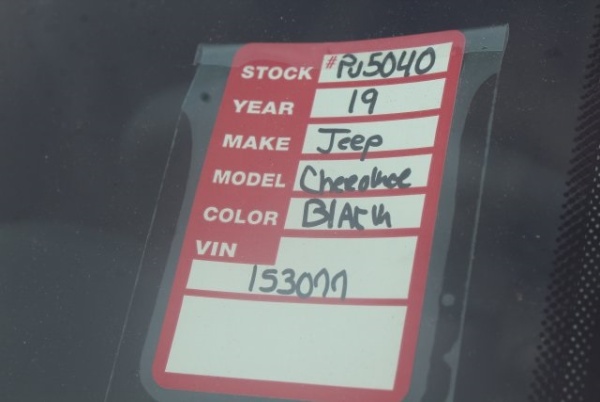 STOCK #PU5040
YEAR 19
MAKE Jeep
MODEL Cherokee
COLOR Black
VIN
153077